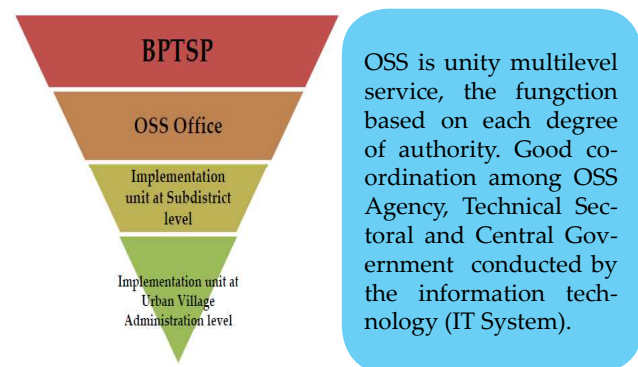 BPTSP
OSS Office
Implementation
unit at Subdistrict
level
Implementation unit at
Urban Village
Administration level
OSS is unity multilevel
service, the fungction
based on each degree
of authority. Good co-
ordination among OSS
Agency, Technical Sec-
toral and Central Gov-
ernment conducted by
the information tech-
nology (IT System).